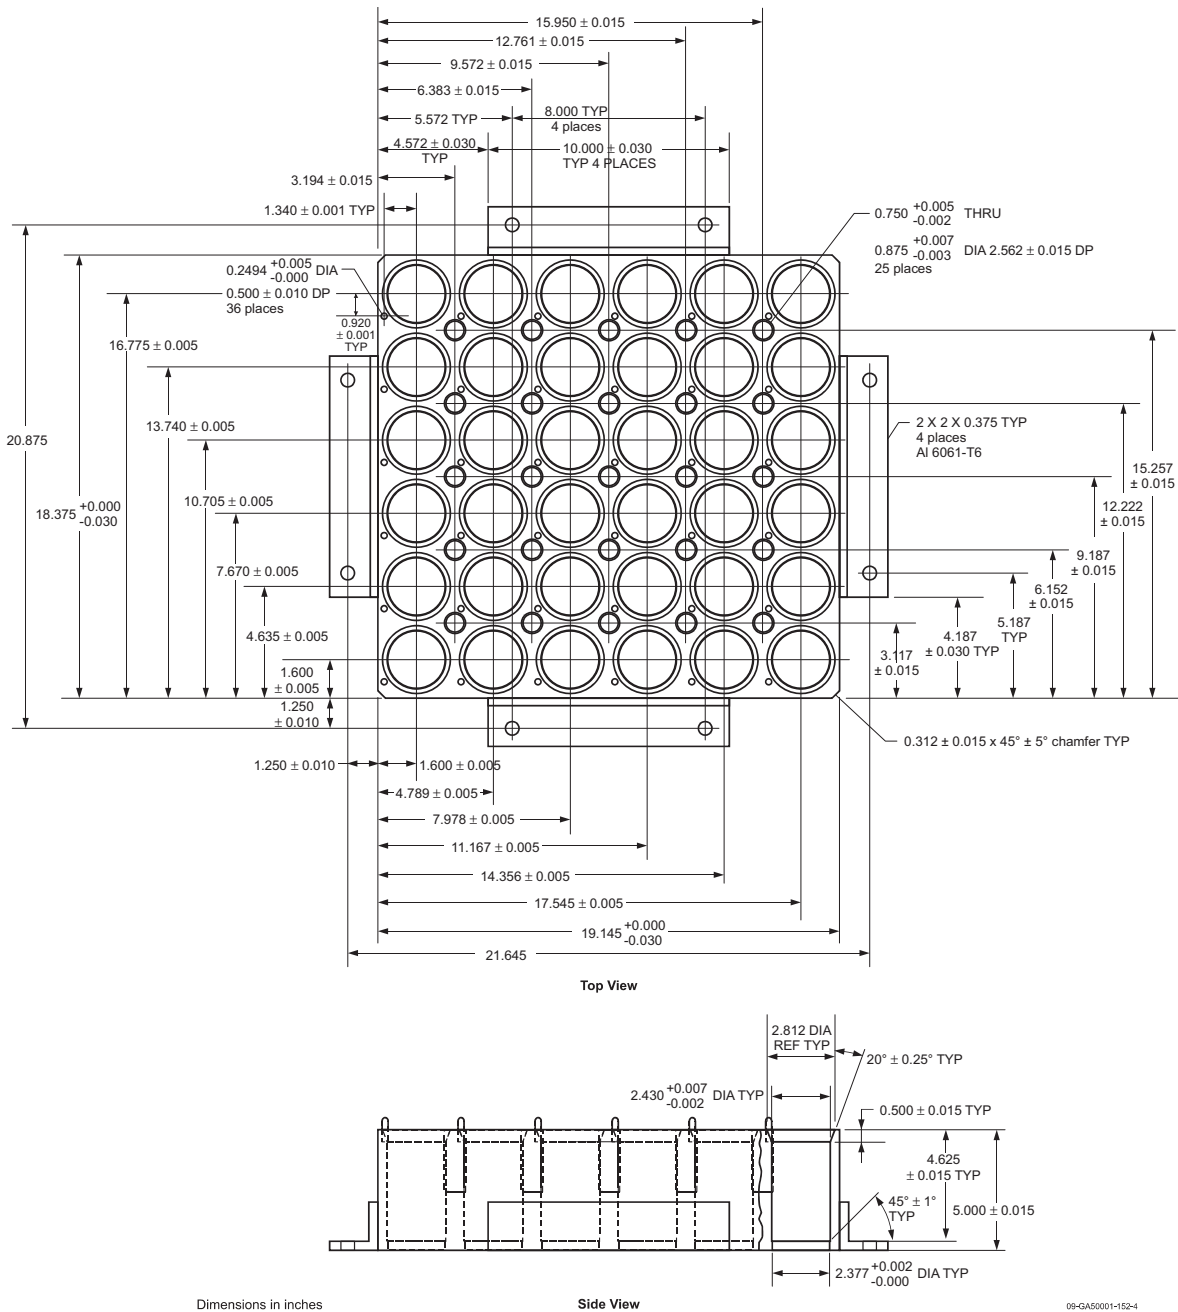 15.950 ± 0.015
12.761 ± 0.015
9.572 ± 0.015
6.383 ± 0.015
5.572 TYP
8.000 TYP
4 places
4.572 ± 0.030
TYP
10.000 ± 0.030
TYP 4 PLACES
3.194 ± 0.015
1.340 ± 0.001 TYP
0.750 +0.005 -0.002 THRU
0.875 +0.007 -0.003 DIA 2.562 ± 0.015 DP
25 places
0.2494 +0.005 -0.000 DIA
0.500 ± 0.010 DP
36 places
0.920
± 0.001
TYP
16.775 ± 0.005
13.740 ± 0.005
20.875
2 X 2 X 0.375 TYP
4 places
Al 6061-T6
15.257
± 0.015
18.375 +0.000 -0.030
10.705 ± 0.005
12.222
± 0.015
9.187
± 0.015
7.670 ± 0.005
6.152
± 0.015
5.187
TYP
4.635 ± 0.005
4.187
± 0.030 TYP
3.117
± 0.015
1.600
± 0.005
1.250
± 0.010
0.312 ± 0.015 x 45° ± 5° chamfer TYP
1.250 ± 0.010
1.600 ± 0.005
4.789 ± 0.005
7.978 ± 0.005
11.167 ± 0.005
14.356 ± 0.005
17.545 ± 0.005
19.145 +0.000 -0.030
21.645
Top View
2.812 DIA
REF TYP
20° ± 0.25° TYP
2.430 +0.007 -0.002 DIA TYP
0.500 ± 0.015 TYP
4.625
± 0.015 TYP
45° ± 1°
TYP
5.000 ± 0.015
2.377 +0.002 -0.000 DIA TYP
Dimensions in inches
Side View
09-GA50001-152-4